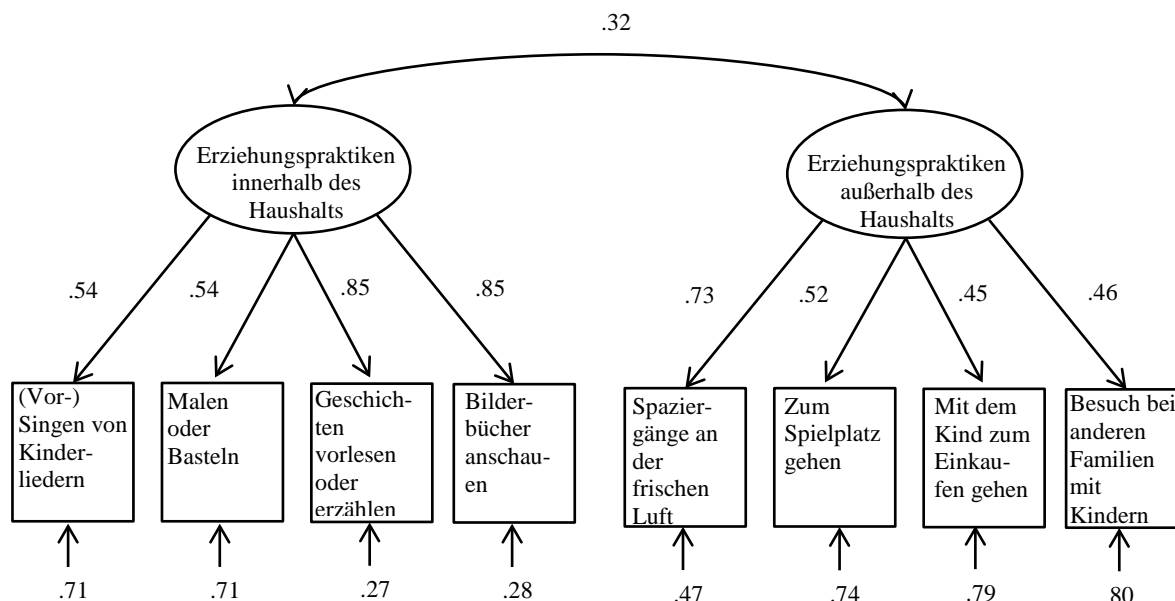 .32
Erziehungspraktiken
innerhalb des
Haushalts
Erziehungspraktiken
außerhalb des
Haushalts
.54
.54
.85
.85
.73
.52
.45
.46
(Vor-)
Singen von
Kinder-
liedern
Malen
oder
Basteln
Geschich-
ten
vorlesen
oder
erzählen
Bilder-
bücher
anschau-
en
Spazier-
gänge an
der
frischen
Luft
Zum
Spielplatz
gehen
Mit dem
Kind zum
Einkau-
fen gehen
Besuch bei
anderen
Familien
mit
Kindern
.71
.71
.27
.28
.47
.74
.79
.80